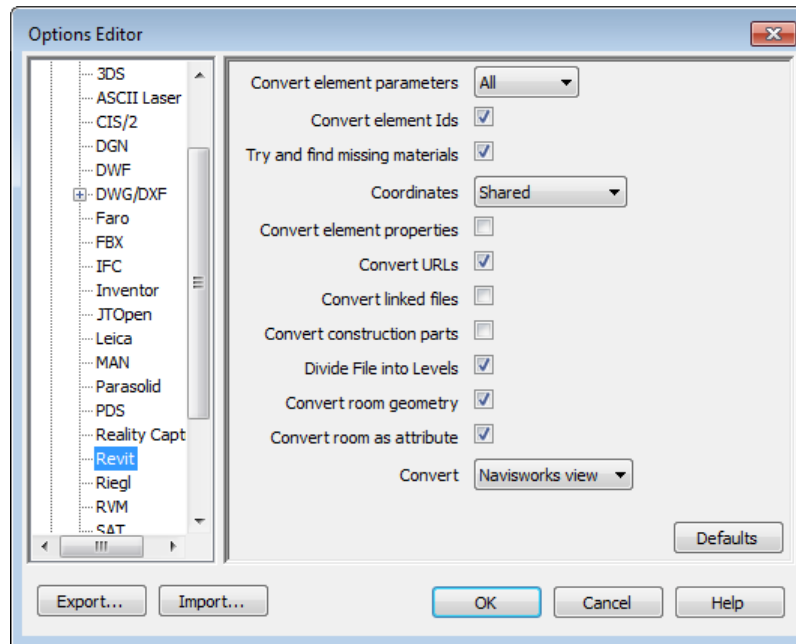 Options Editor
3DS
ASCII Laser
CIS/2
DGN
DWF
DWG/DXF
Faro
FBX
IFC
Inventor
JTOpen
Leica
MAN
Parasolid
PDS
Reality Capt
Revit
Riegl
RVM
SAT
Convert element parameters All
Convert element Ids
Try and find missing materials
Coordinates Shared
Convert element properties
Convert URLs
Convert linked files
Convert construction parts
Divide File into Levels
Convert room geometry
Convert room as attribute
Convert Navisworks view
Defaults
Export... Import... OK Cancel Help